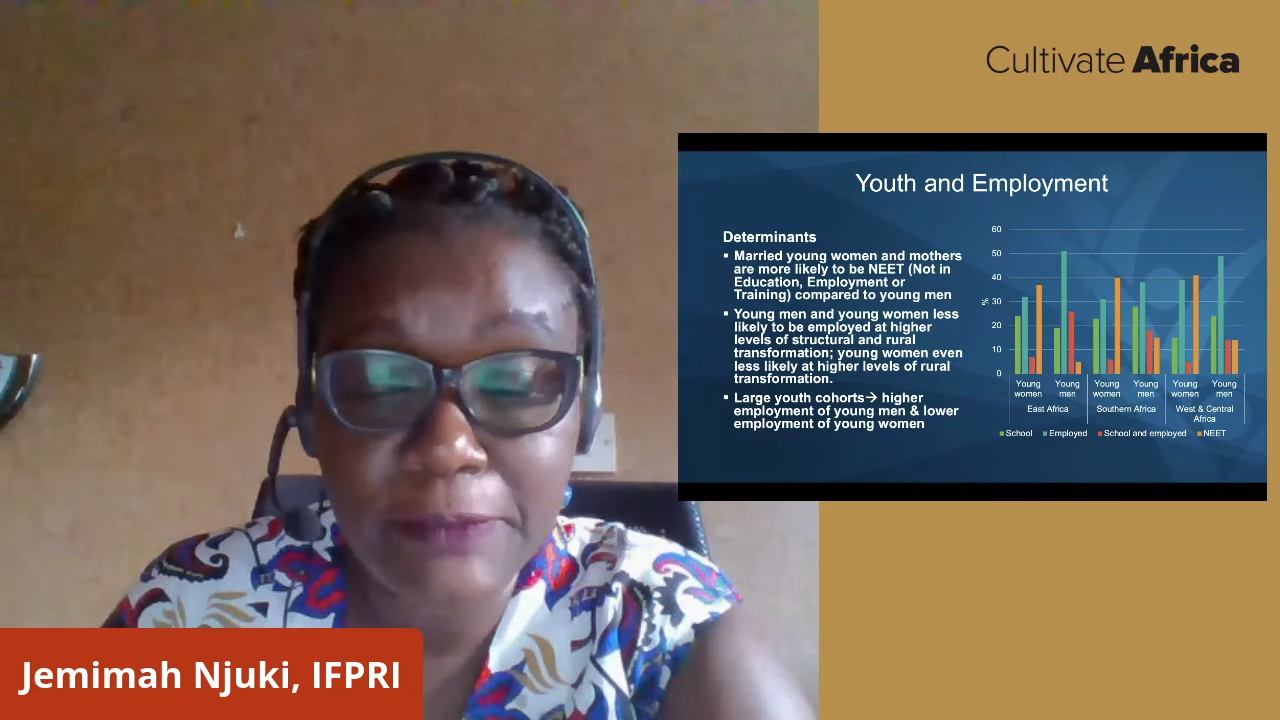 Cultivate Africa
Youth and Employment
Determinants
▪ Married young women and mothers
are more likely to be NEET (Not in
Education, Employment or
Training) compared to young men
▪ Young men and young women less
likely to be employed at higher
levels of structural and rural
transformation; young women even
less likely at higher levels of rural
transformation.
▪ Large youth cohorts→ higher
employment of young men & lower
employment of young women
60
50
40
30
20
10
0
%
Young women Young men Young women Young men Young women Young men
East Africa Southern Africa West & Central
Africa
School Employed School and employed NEET
Jemimah Njuki, IFPRI